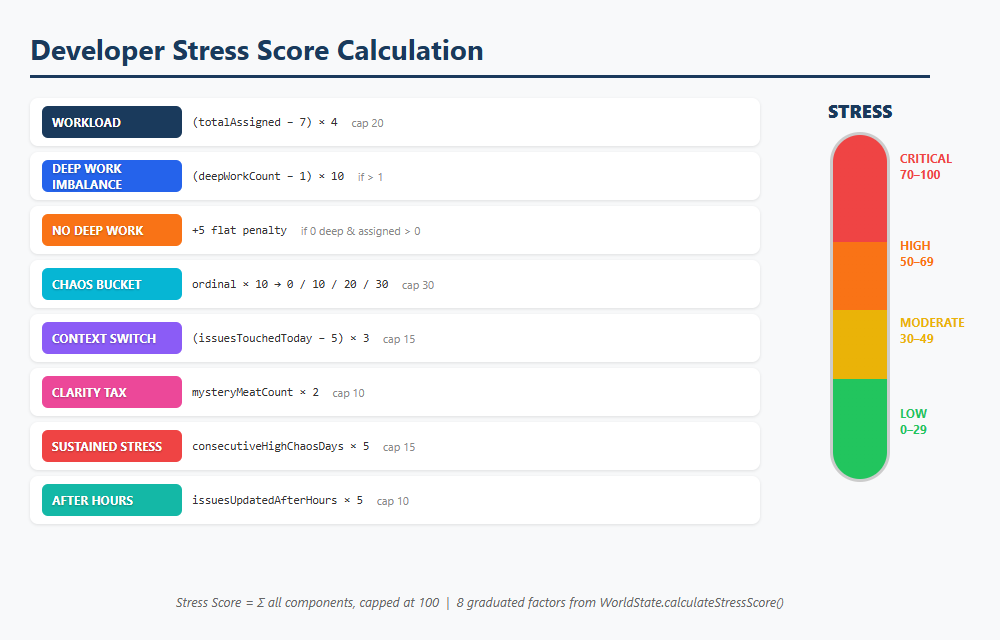 Developer Stress Score Calculation
WORKLOAD (totalAssigned − 7) × 4 cap 20
DEEP WORK
IMBALANCE
(deepWorkCount − 1) × 10 if > 1
NO DEEP WORK +5 flat penalty if 0 deep & assigned > 0
CHAOS BUCKET ordinal × 10 → 0 / 10 / 20 / 30 cap 30
CONTEXT SWITCH (issuesTouchedToday − 5) × 3 cap 15
CLARITY TAX mysteryMeatCount × 2 cap 10
SUSTAINED STRESS consecutiveHighChaosDays × 5 cap 15
AFTER HOURS issuesUpdatedAfterHours × 5 cap 10
STRESS
CRITICAL
70–100
HIGH
50–69
MODERATE
30–49
LOW
0–29
Stress Score = Σ all components, capped at 100 | 8 graduated factors from WorldState.calculateStressScore()